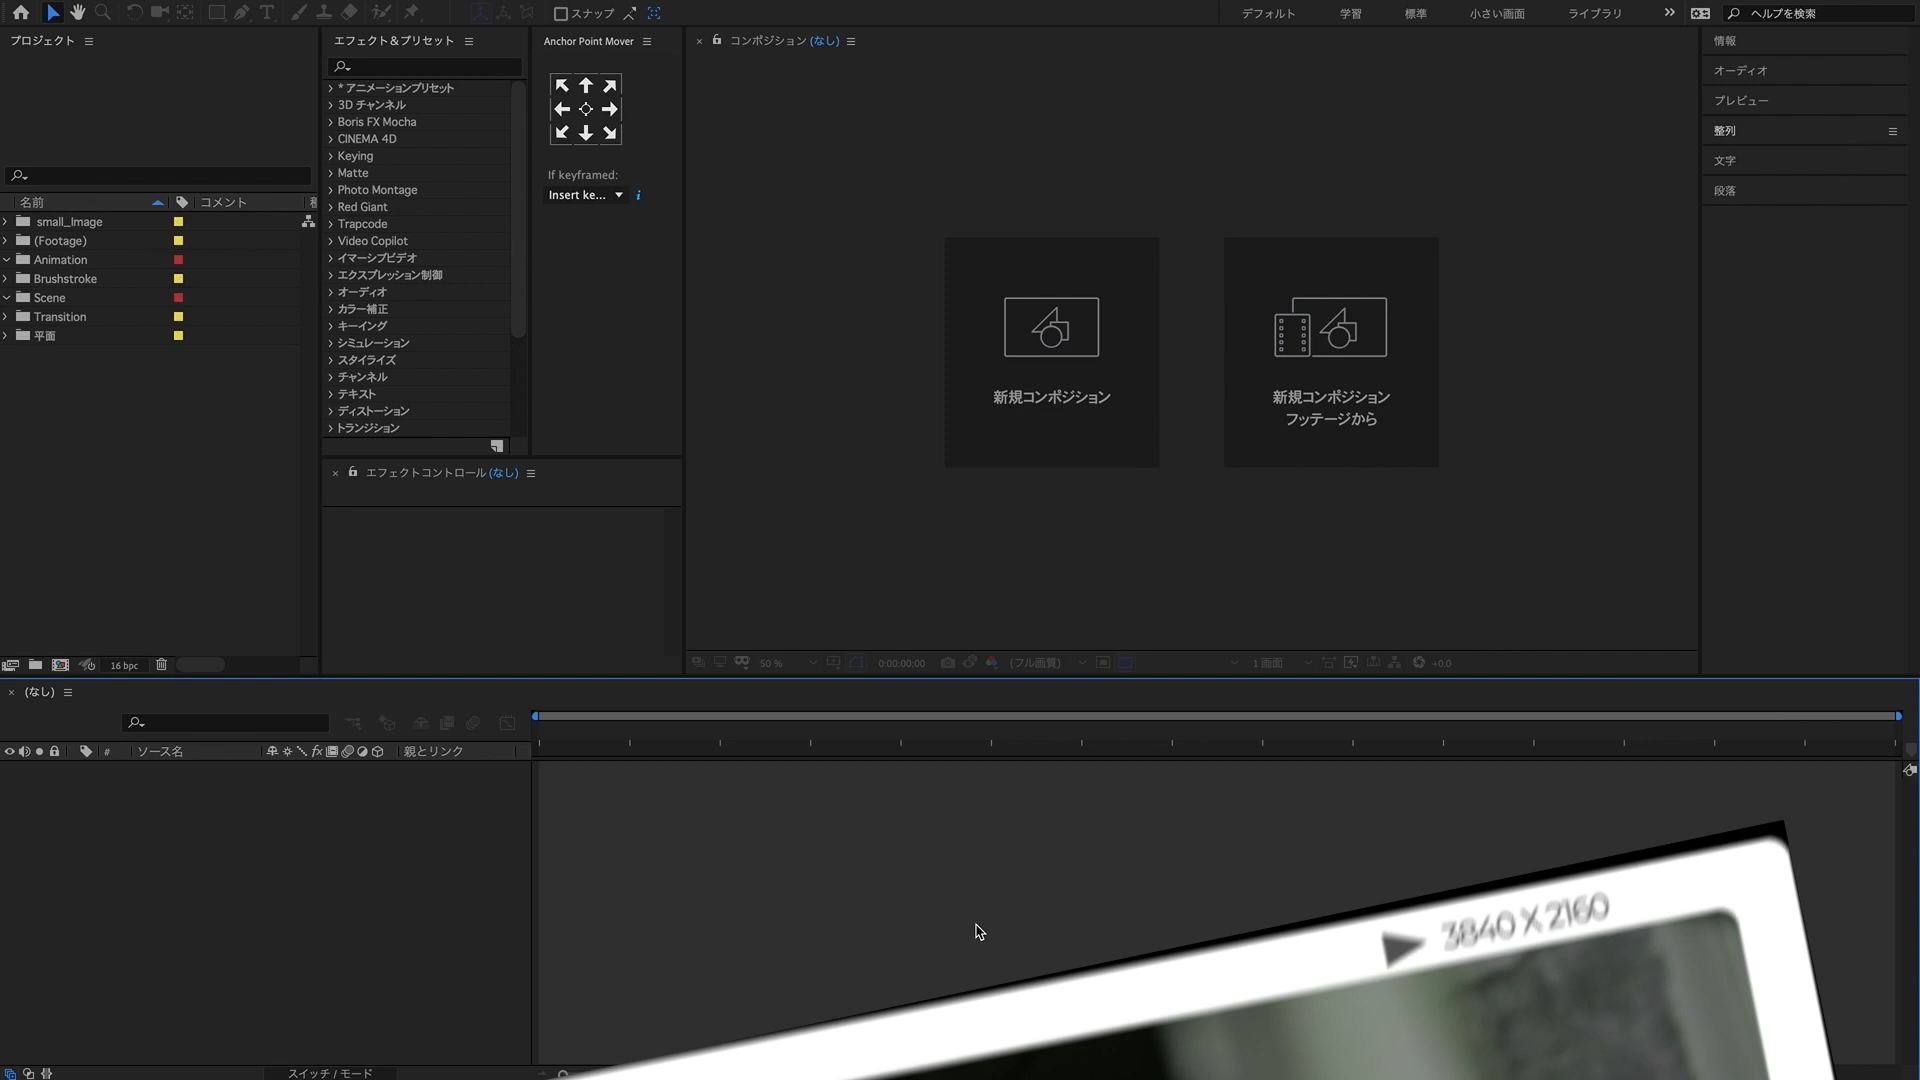 スナップ
デフォルト
学習
標準
小さい画面
ライブラリ
ヘルプを検索
プロジェクト
名前
コメント
small_Image
(Footage)
Animation
Brushstroke
Scene
Transition
平面
16 bpc
エフェクト＆プリセット
* アニメーションプリセット
3D チャンネル
Boris FX Mocha
CINEMA 4D
Keying
Matte
Photo Montage
Red Giant
Trapcode
Video Copilot
イマーシブビデオ
エクスプレッション制御
オーディオ
カラー補正
キーイング
シミュレーション
スタイライズ
チャンネル
テキスト
ディストーション
トランジション
エフェクトコントロール (なし)
Anchor Point Mover
If keyframed:
Insert ke...
コンポジション (なし)
新規コンポジション
新規コンポジション
フッテージから
50 %
0:00:00:00
(フル画質)
1 画面
+0.0
情報
オーディオ
プレビュー
整列
文字
段落
(なし)
#
ソース名
fx
親とリンク
スイッチ / モード
3840 X 2160